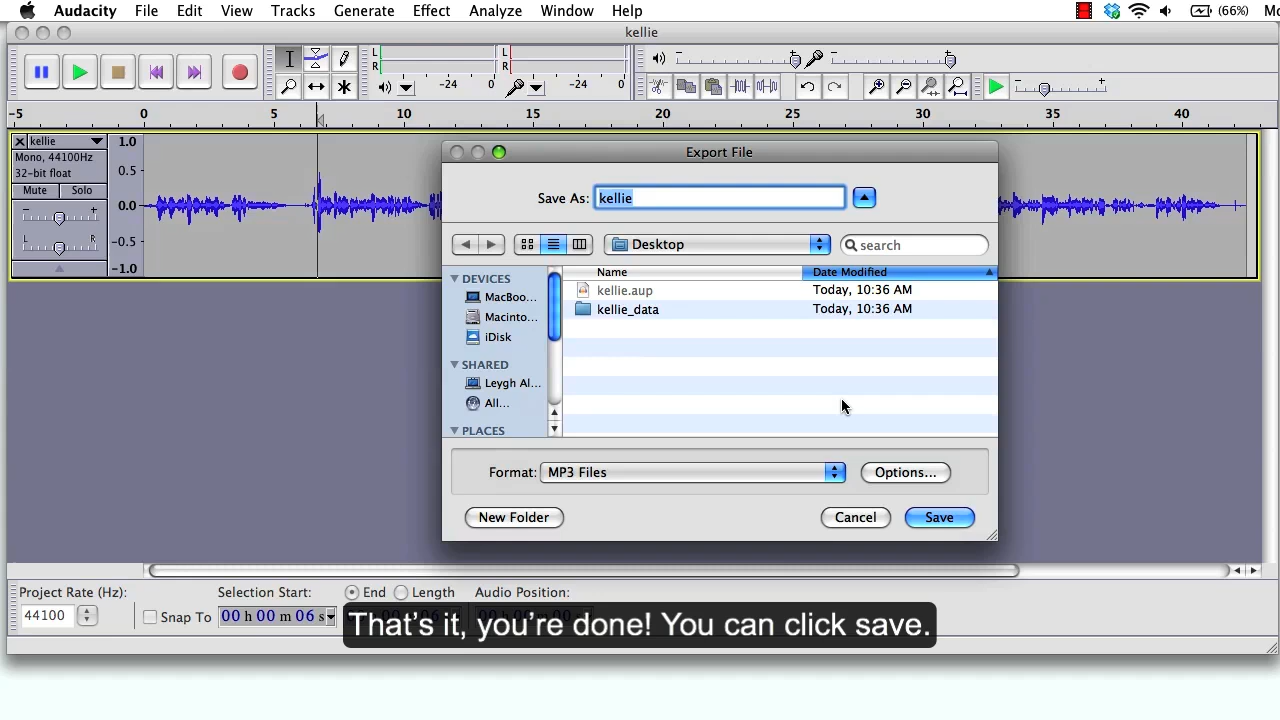 Audacity File Edit View Tracks Generate Effect Analyze Window Help (66%) Mo
kellie
L
R
-24 0
L
R
-24 0
-5 0 5 10 15 20 25 30 35 40
kellie
Mono, 44100Hz
32-bit float
Mute Solo
- +
L R
1.0
0.5
0.0
-0.5
-1.0
Export File
Save As: kellie
Desktop search
DEVICES
MacBoo...
Macinto...
iDisk
SHARED
Leygh Al...
All...
PLACES
Name Date Modified
kellie.aup Today, 10:36 AM
kellie_data Today, 10:36 AM
Format: MP3 Files Options...
New Folder Cancel Save
Project Rate (Hz): Selection Start: End Length Audio Position:
44100 Snap To 00 h 00 m 06 s
That's it, you're done! You can click save.